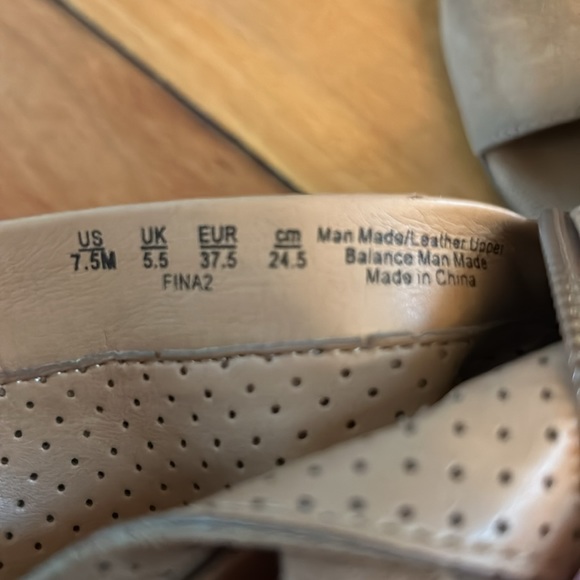 US UK EUR cm
7.5M 5.5 37.5 24.5
FINA2
Man Made/Leather Upper
Balance Man Made
Made in China